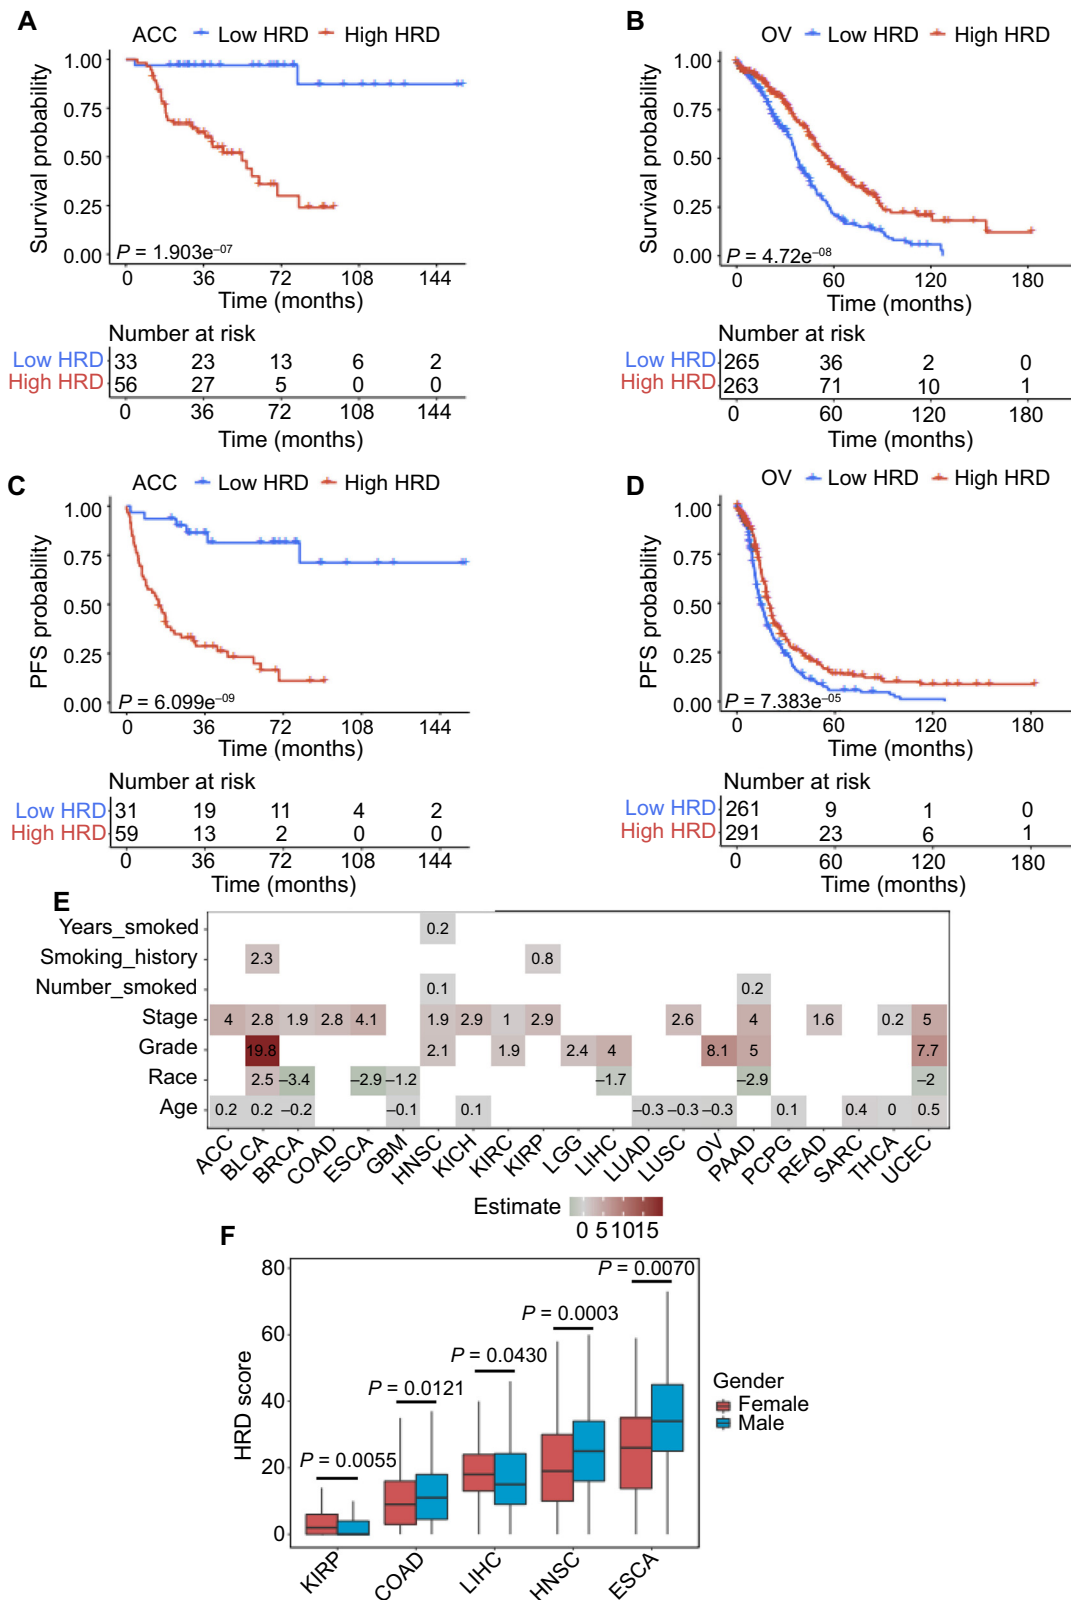 A
ACC Low HRD High HRD
Survival probability
1.00
0.75
0.50
0.25
0.00
P = 1.903e–07
0 36 72 108 144
Time (months)
Number at risk
Low HRD 33 23 13 6 2
High HRD 56 27 5 0 0
0 36 72 108 144
Time (months)
B
OV Low HRD High HRD
Survival probability
1.00
0.75
0.50
0.25
0.00
P = 4.72e–08
0 60 120 180
Time (months)
Number at risk
Low HRD 265 36 2 0
High HRD 263 71 10 1
0 60 120 180
Time (months)
C
ACC Low HRD High HRD
PFS probability
1.00
0.75
0.50
0.25
0.00
P = 6.099e–09
0 36 72 108 144
Time (months)
Number at risk
Low HRD 31 19 11 4 2
High HRD 59 13 2 0 0
0 36 72 108 144
Time (months)
D
OV Low HRD High HRD
PFS probability
1.00
0.75
0.50
0.25
0.00
P = 7.383e–05
0 60 120 180
Time (months)
Number at risk
Low HRD 261 9 1 0
High HRD 291 23 6 1
0 60 120 180
Time (months)
E
Years_smoked 0.2
Smoking_history 2.3 0.8
Number_smoked 0.1 0.2
Stage 4 2.8 1.9 2.8 4.1 1.9 2.9 1 2.9 2.6 4 1.6 0.2 5
Grade 19.8 2.1 1.9 2.4 4 8.1 5 7.7
Race 2.5 –3.4 –2.9 –1.2 –1.7 –2.9 –2
Age 0.2 0.2 –0.2 –0.1 0.1 –0.3 –0.3 –0.3 0.1 0.4 0 0.5
ACC BLCA BRCA COAD ESCA GBM HNSC KICH KIRC KIRP LGG LIHC LUAD LUSC OV PAAD PCPG READ SARC THCA UCEC
Estimate
0 5 10 15
F
HRD score
80
60
40
20
0
P = 0.0055
P = 0.0121
P = 0.0430
P = 0.0003
P = 0.0070
KIRP COAD LIHC HNSC ESCA
Gender
Female
Male